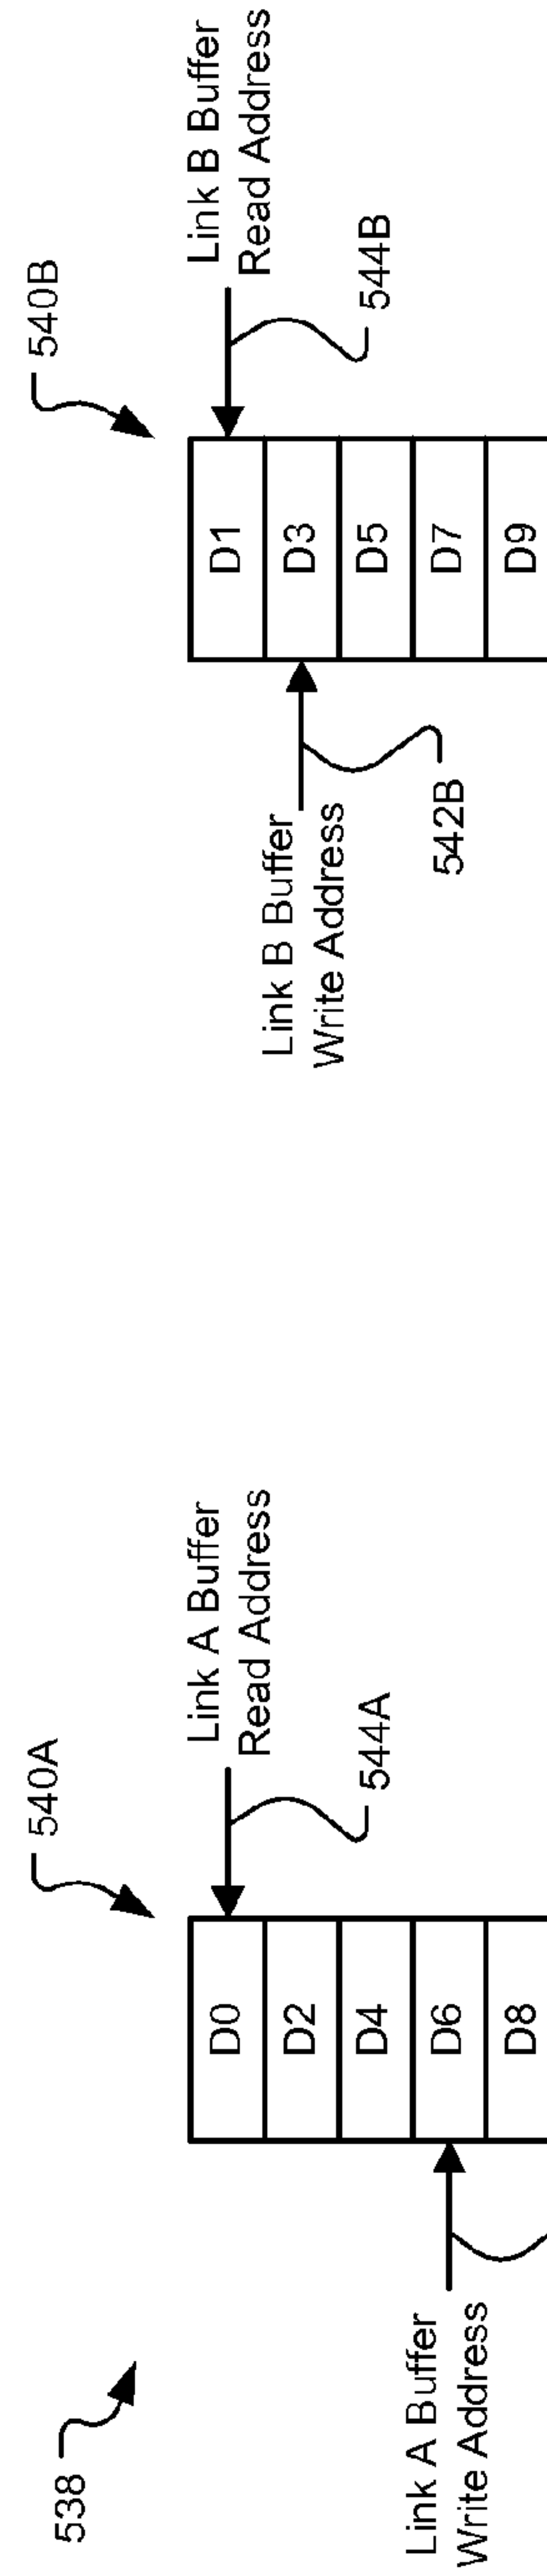 538
540A
Link A Buffer
Read Address
544A
D0
D2
D4
D6
D8
Link A Buffer
Write Address
540B
Link B Buffer
Read Address
544B
D1
D3
D5
D7
D9
Link B Buffer
Write Address
542B